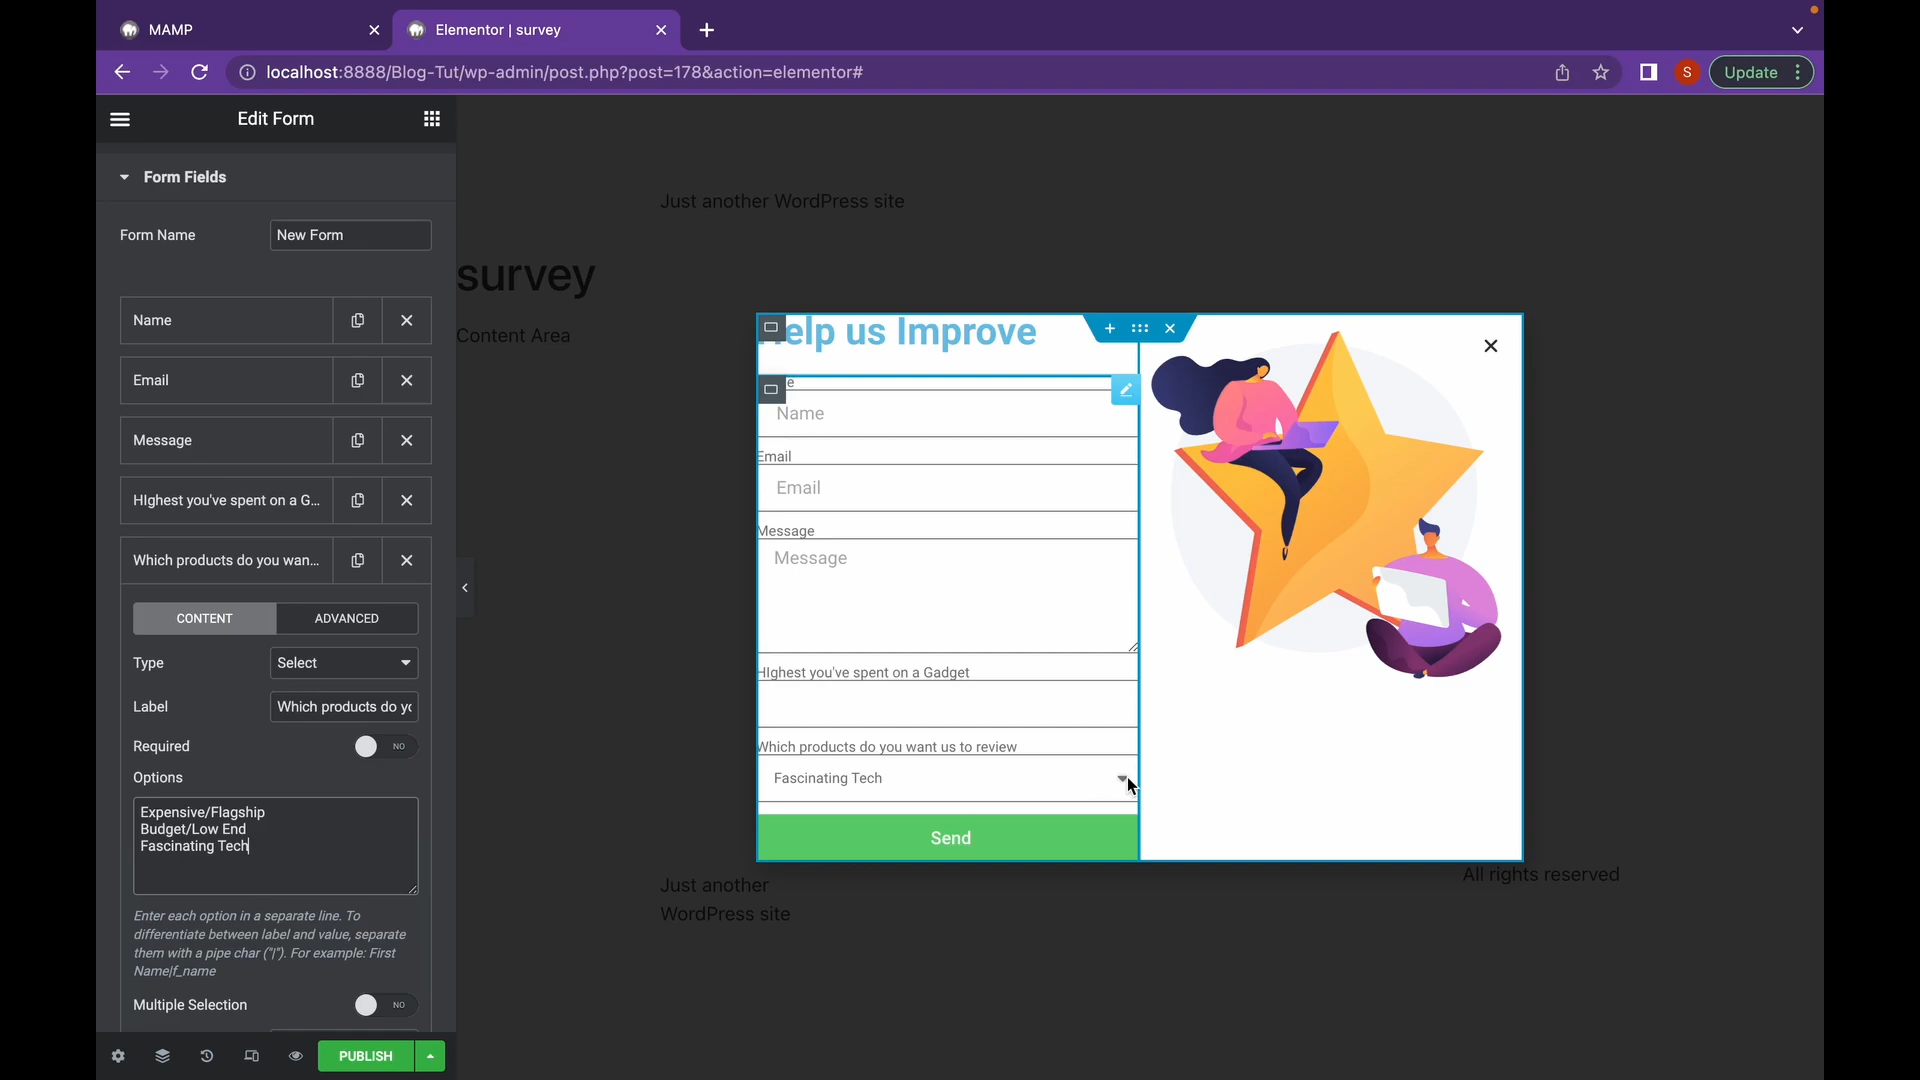 MAMP
Elementor | survey
localhost:8888/Blog-Tut/wp-admin/post.php?post=178&action=elementor#
S
Update
Edit Form
Form Fields
Form Name
New Form
Name
Email
Message
HIghest you've spent on a G...
Which products do you wan...
CONTENT
ADVANCED
Type
Select
Label
Which products do yo
Required
NO
Options
Expensive/Flagship
Budget/Low End
Fascinating Tech
Enter each option in a separate line. To
differentiate between label and value, separate
them with a pipe char ("|"). For example: First
Name|f_name
Multiple Selection
NO
PUBLISH
Just another WordPress site
survey
Content Area
elp us Improve
e
Name
Email
Email
Message
Message
HIghest you've spent on a Gadget
Which products do you want us to review
Fascinating Tech
Send
Just another
WordPress site
All rights reserved